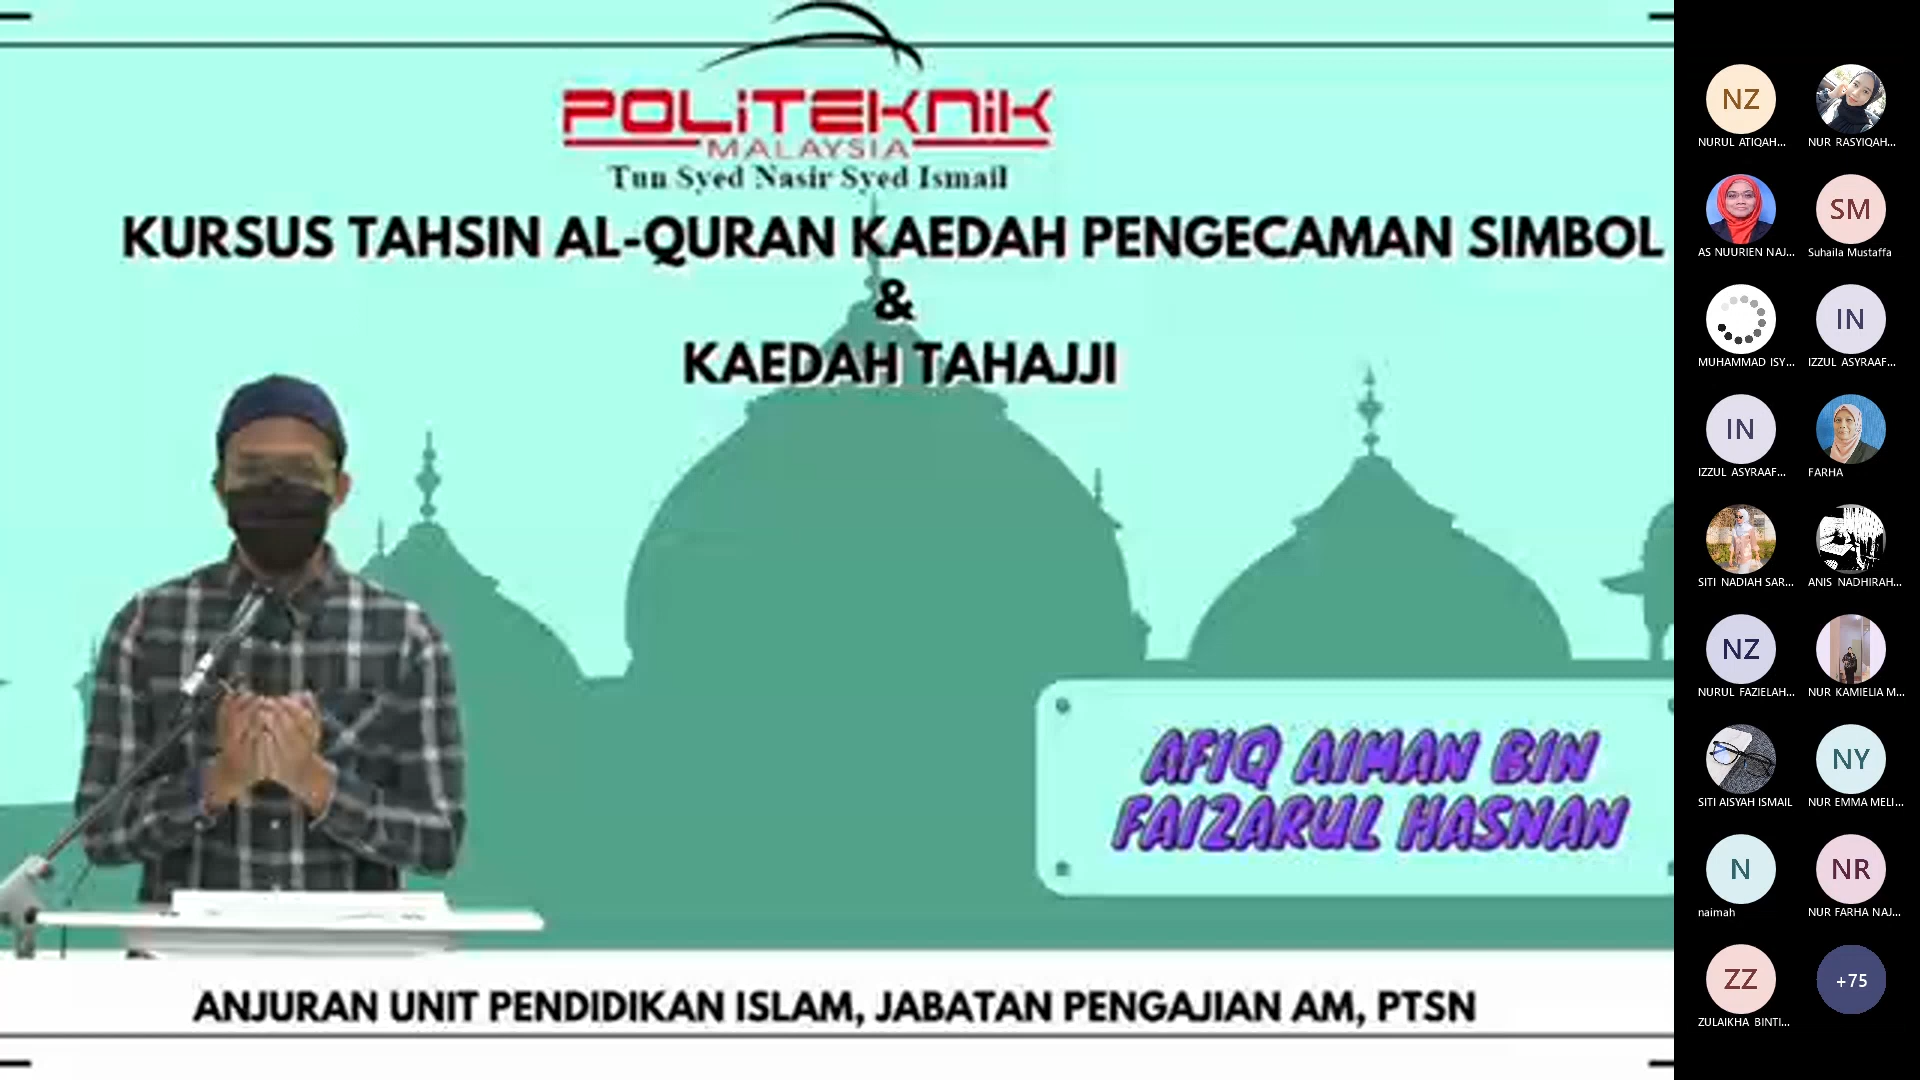 POLITEKNIK
MALAYSIA
Tun Syed Nasir Syed Ismail
KURSUS TAHSIN AL-QURAN KAEDAH PENGECAMAN SIMBOL
&
KAEDAH TAHAJJI
AFIQ AIMAN BIN
FAIZARUL HASNAN
ANJURAN UNIT PENDIDIKAN ISLAM, JABATAN PENGAJIAN AM, PTSN
NZ
NURUL ATIQAH...
NUR RASYIQAH...
AS NUURIEN NAJ...
SM
Suhaila Mustaffa
MUHAMMAD ISY...
IN
IZZUL ASYRAAF...
IN
IZZUL ASYRAAF...
FARHA
SITI NADIAH SAR...
ANIS NADHIRAH...
NZ
NURUL FAZIELAH...
NUR KAMIELIA M...
SITI AISYAH ISMAIL
NY
NUR EMMA MELI...
N
naimah
NR
NUR FARHA NAJ...
ZZ
ZULAIKHA BINTI...
+75